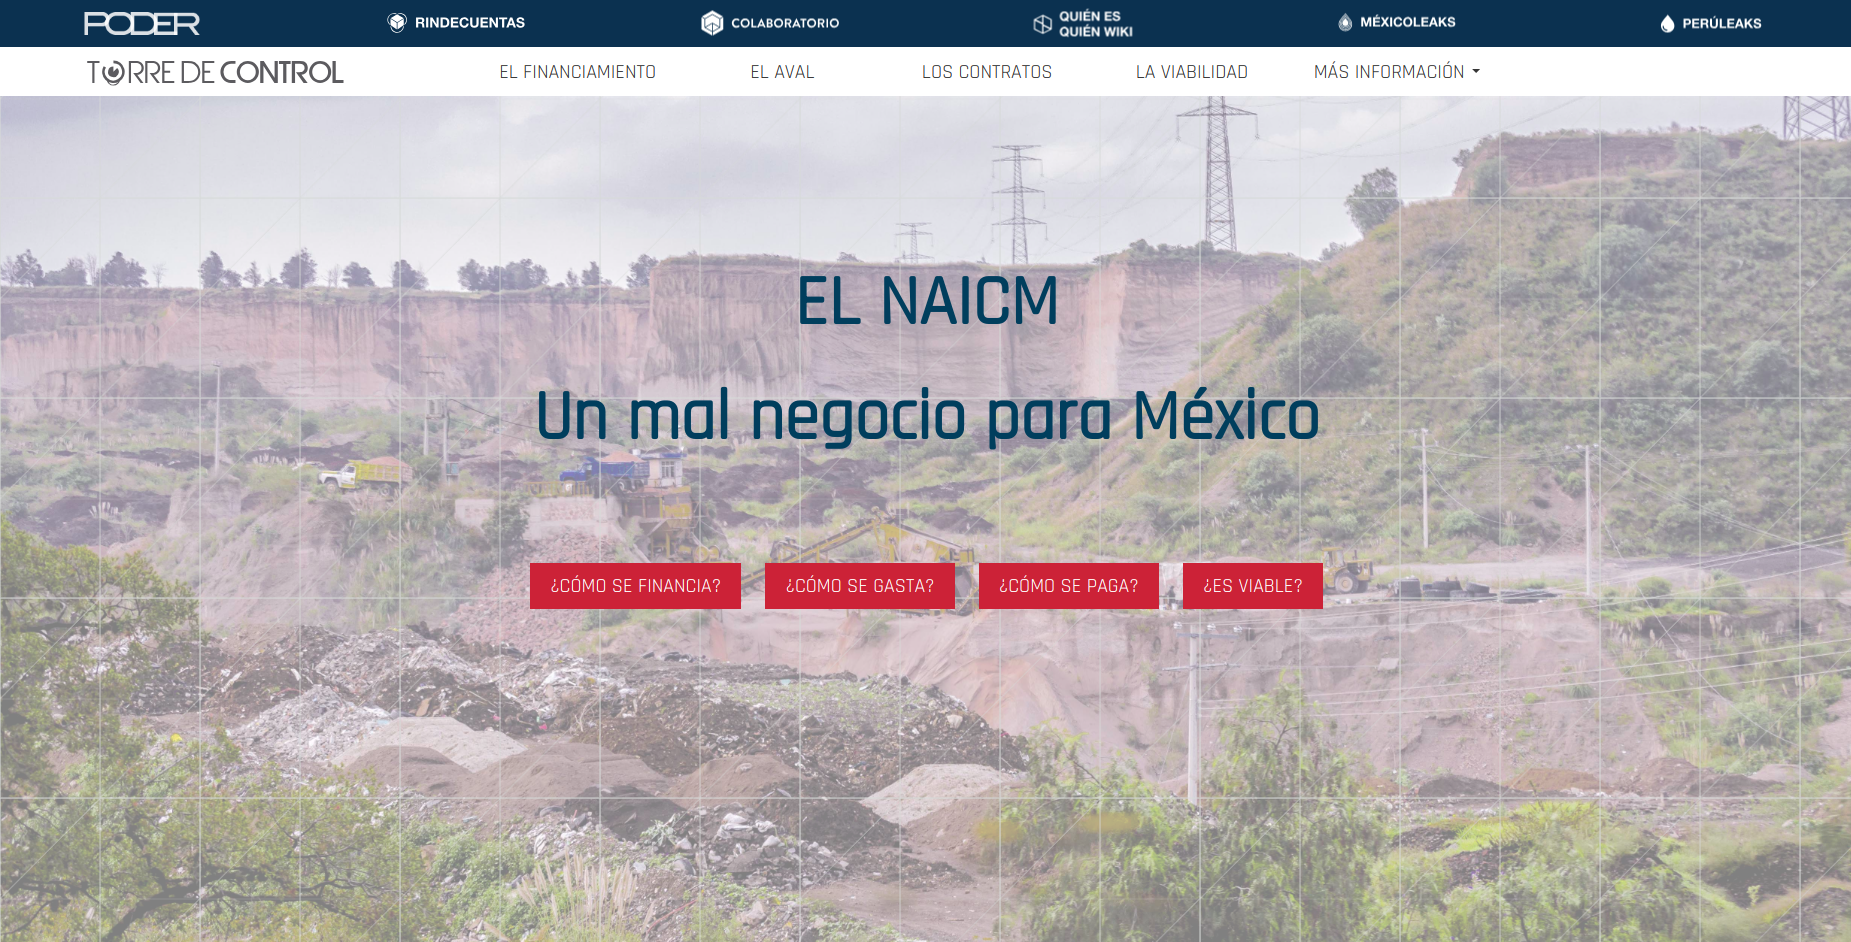 PODER
RINDECUENTAS
COLABORATORIO
QUIÉN ES
QUIÉN WIKI
MÉXICOLEAKS
PERÚLEAKS
TORRE DE CONTROL
EL FINANCIAMIENTO
EL AVAL
LOS CONTRATOS
LA VIABILIDAD
MÁS INFORMACIÓN
EL NAICM
Un mal negocio para México
¿CÓMO SE FINANCIA?
¿CÓMO SE GASTA?
¿CÓMO SE PAGA?
¿ES VIABLE?